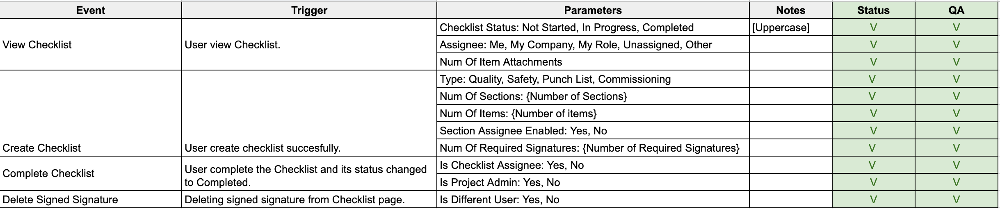 Event Trigger Parameters Notes Status QA
View Checklist User view Checklist. Checklist Status: Not Started, In Progress, Completed [Uppercase] V V
Assignee: Me, My Company, My Role, Unassigned, Other V V
Num Of Item Attachments V V
Create Checklist User create checklist succesfully. Type: Quality, Safety, Punch List, Commissioning V V
Num Of Sections: {Number of Sections} V V
Num Of Items: {Number of items} V V
Section Assignee Enabled: Yes, No V V
Num Of Required Signatures: {Number of Required Signatures} V V
Complete Checklist User complete the Checklist and its status changed
to Completed. Is Checklist Assignee: Yes, No V V
Is Project Admin: Yes, No V V
Delete Signed Signature Deleting signed signature from Checklist page. Is Different User: Yes, No V V